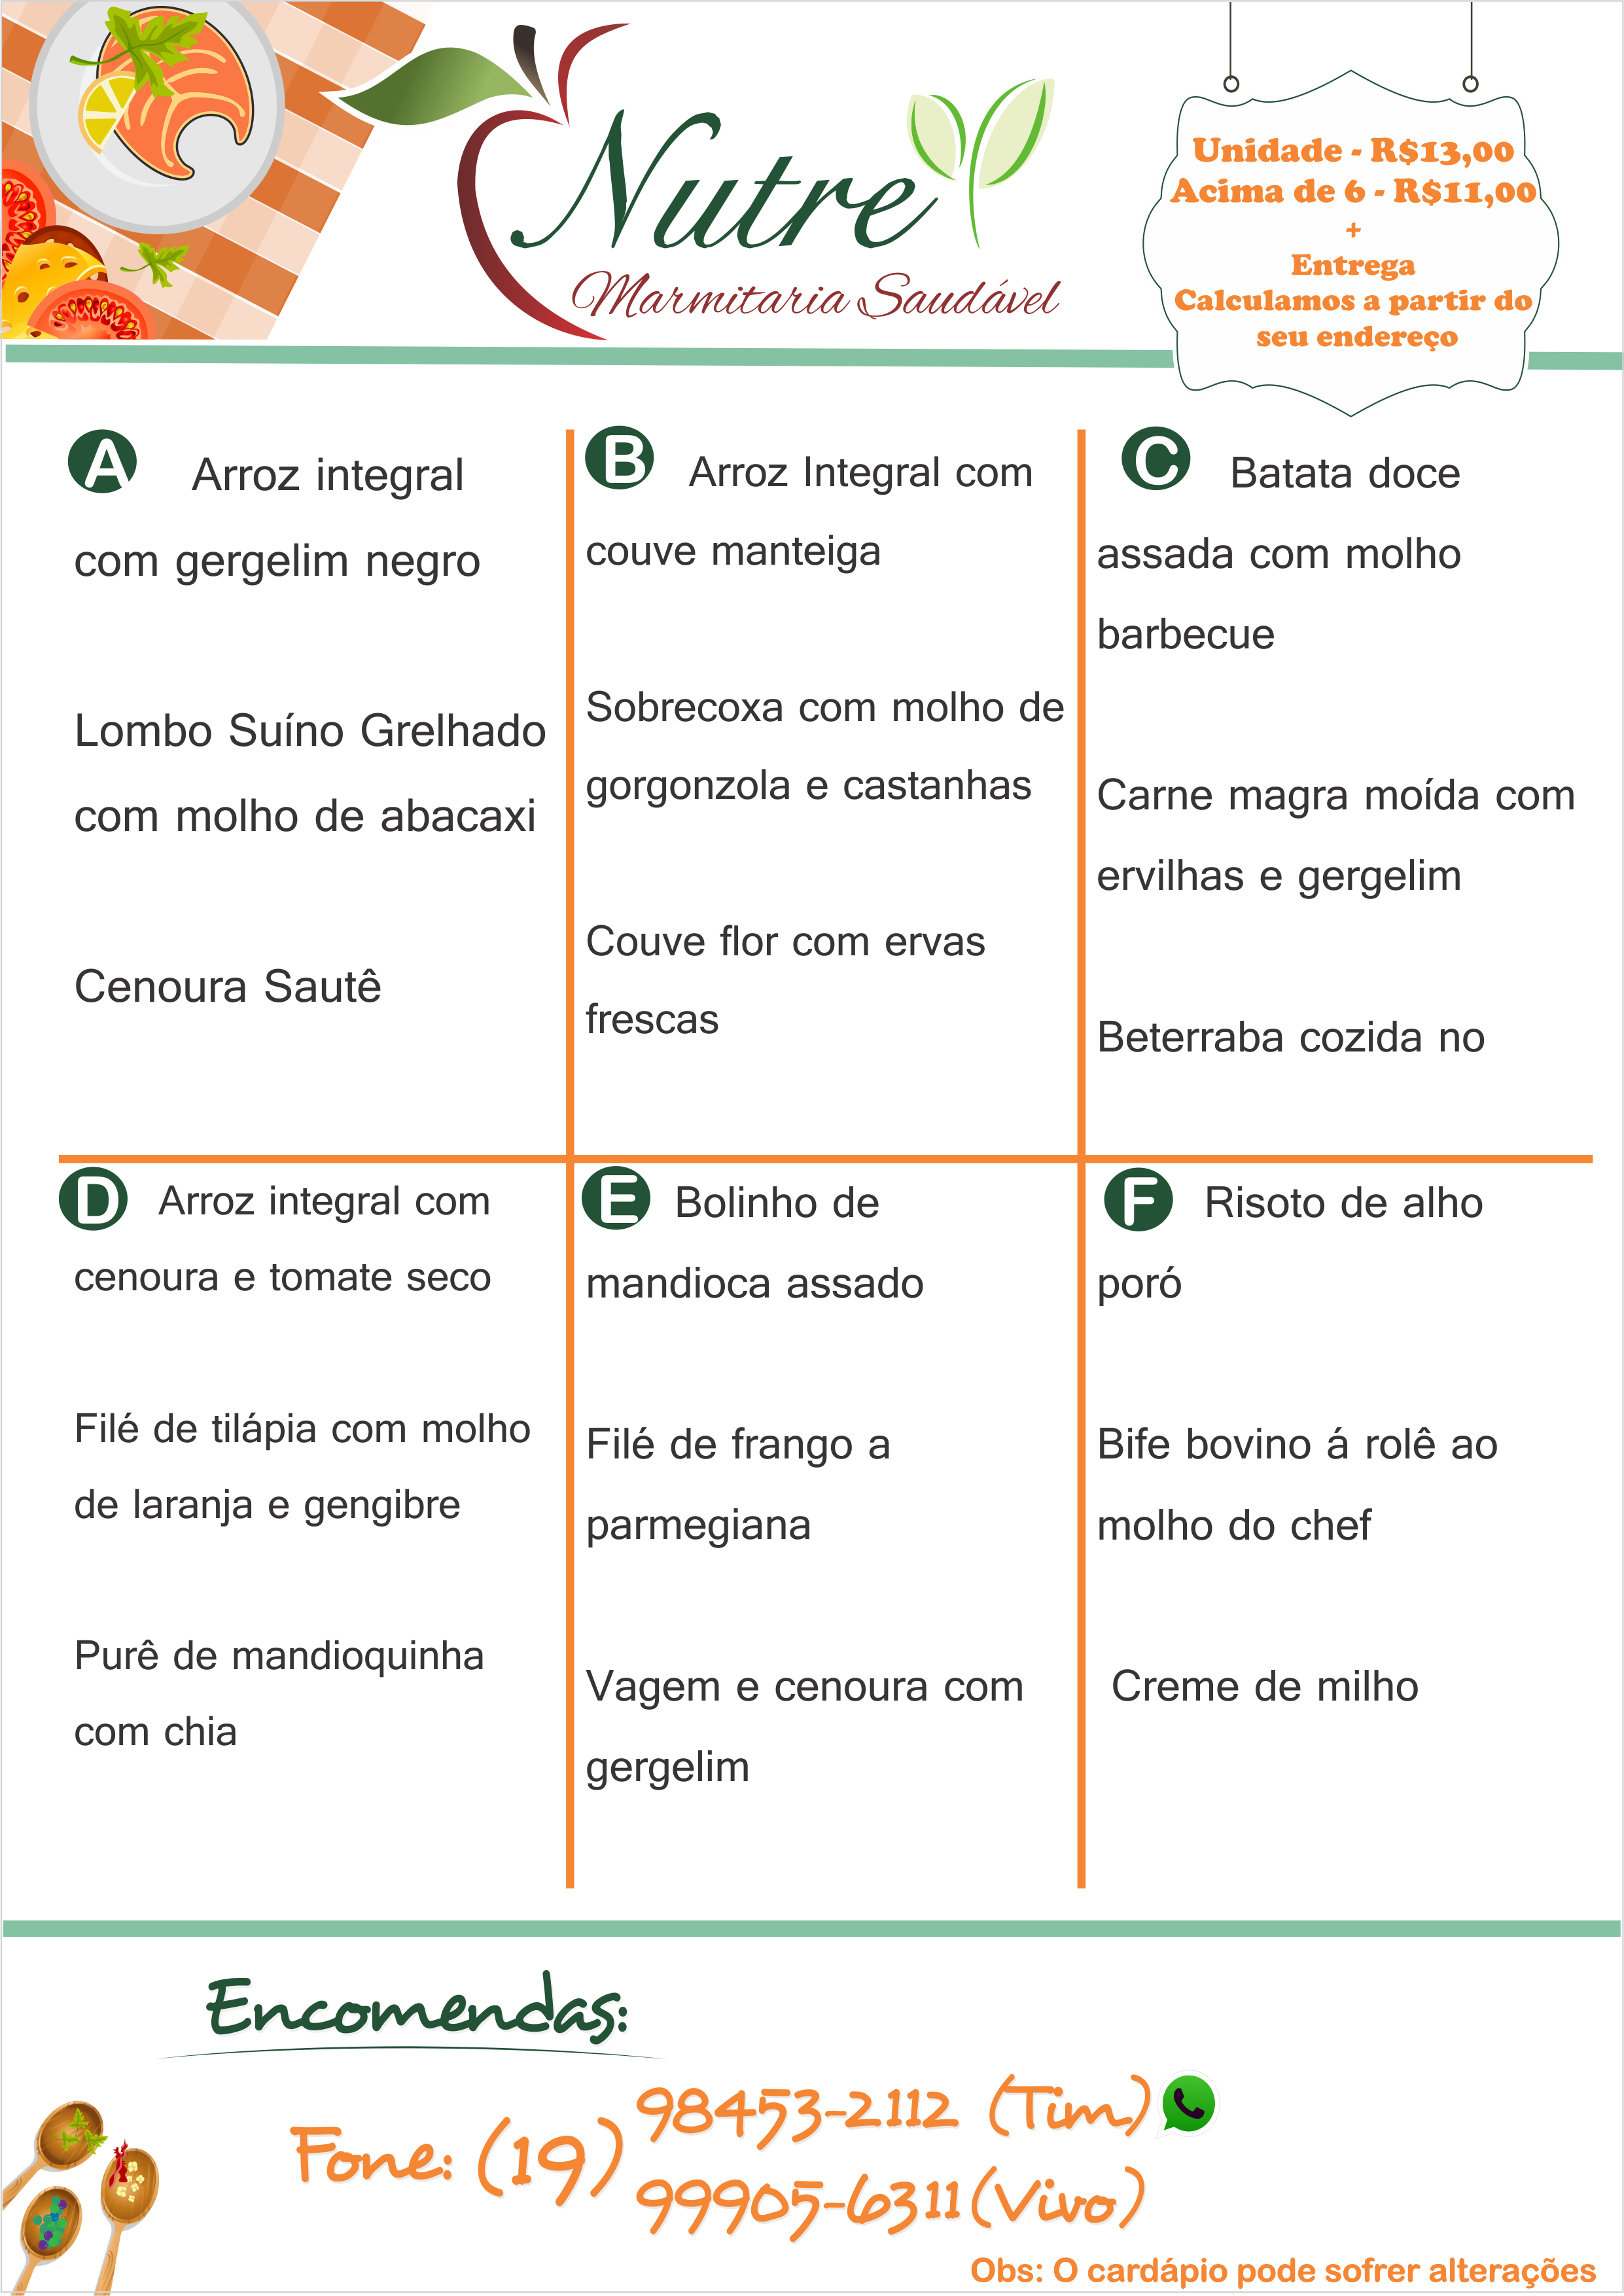 Nutre
Marmitaria Saudável
Unidade - R$13,00
Acima de 6 - R$11,00
+
Entrega
Calculamos a partir do
seu endereço
A Arroz integral
com gergelim negro
Lombo Suíno Grelhado
com molho de abacaxi
Cenoura Sautê
B Arroz Integral com
couve manteiga
Sobrecoxa com molho de
gorgonzola e castanhas
Couve flor com ervas
frescas
C Batata doce
assada com molho
barbecue
Carne magra moída com
ervilhas e gergelim
Beterraba cozida no
D Arroz integral com
cenoura e tomate seco
Filé de tilápia com molho
de laranja e gengibre
Purê de mandioquinha
com chia
E Bolinho de
mandioca assado
Filé de frango a
parmegiana
Vagem e cenoura com
gergelim
F Risoto de alho
poró
Bife bovino á rolê ao
molho do chef
Creme de milho
Encomendas:
Fone: (19) 98453-2112 (Tim)
99905-6311 (Vivo)
Obs: O cardápio pode sofrer alterações